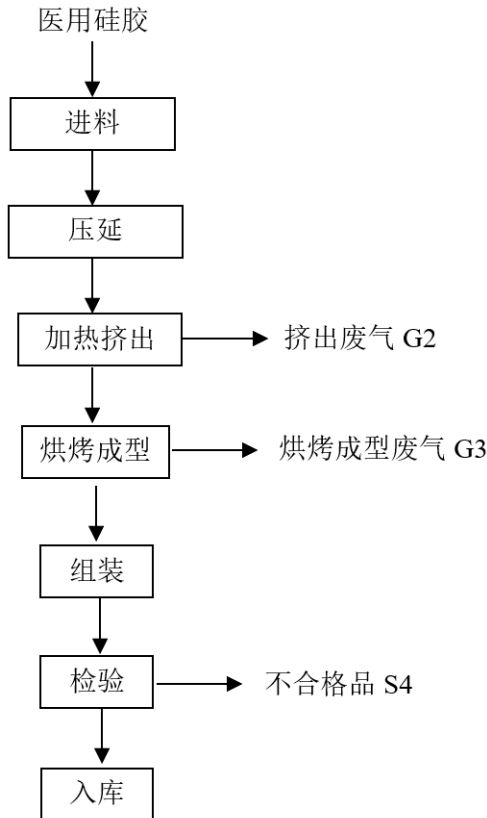 医用硅胶
进料
压延
加热挤出
挤出废气 G2
烘烤成型
烘烤成型废气 G3
组装
检验
不合格品 S4
入库